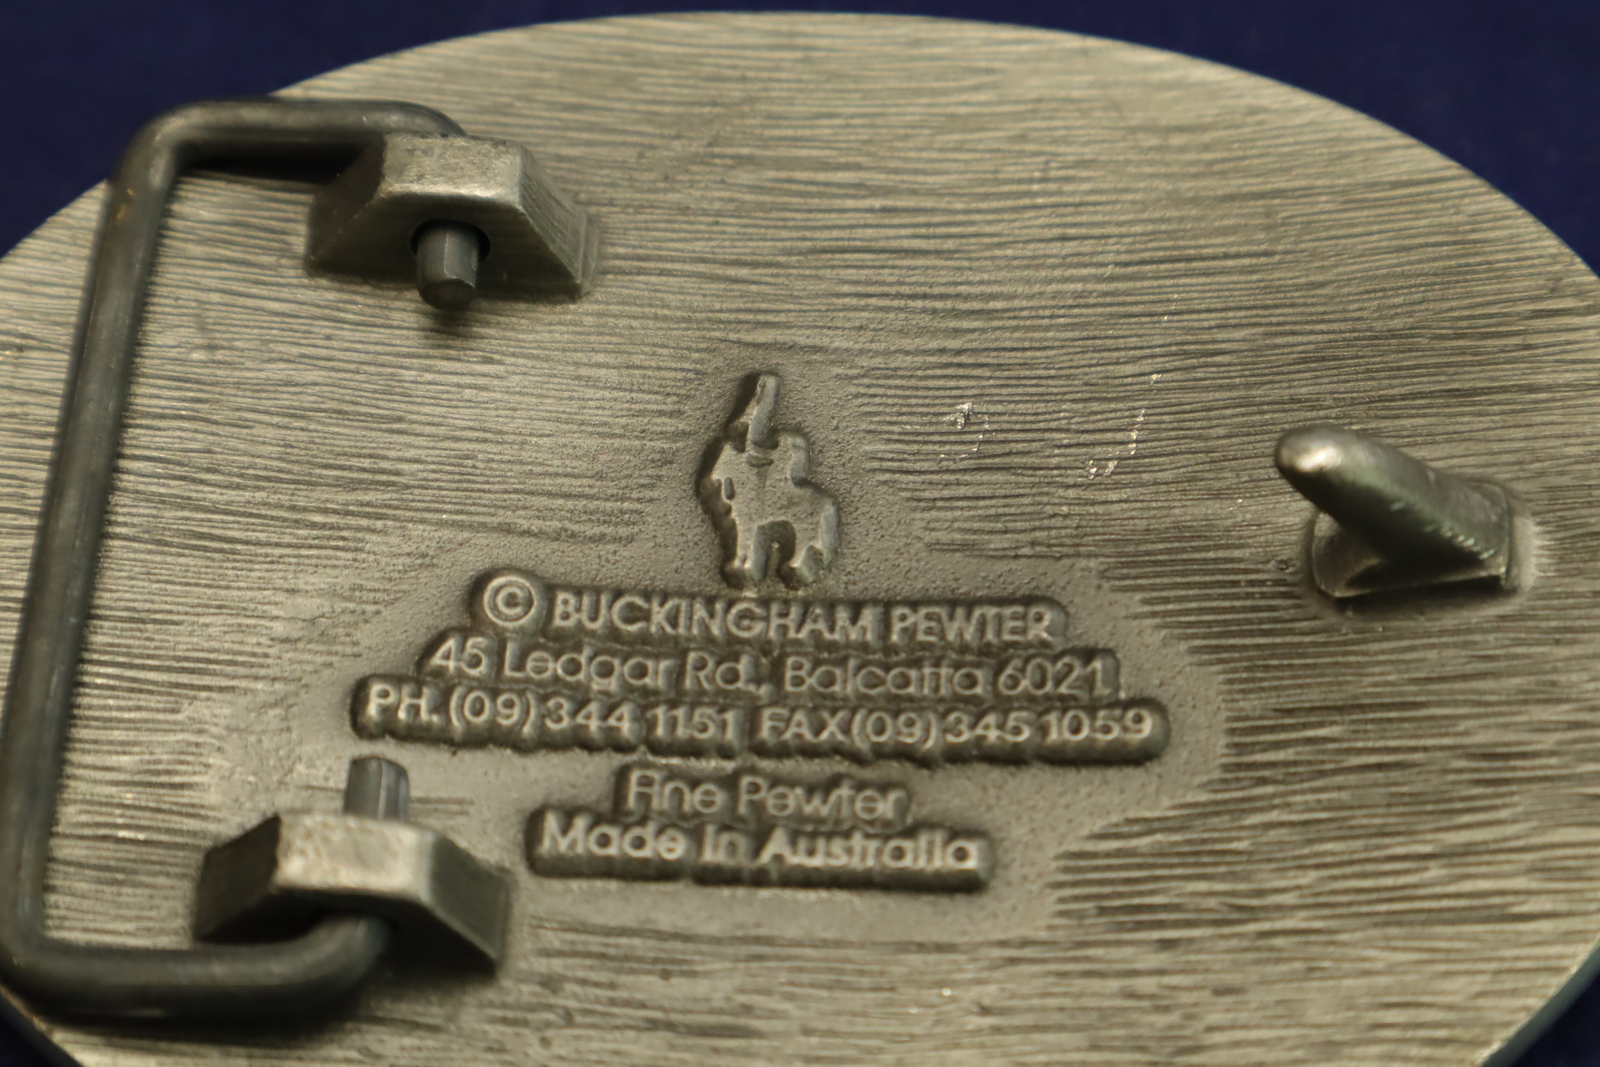 © BUCKINGHAM PEWTER
45 Ledgar Rd., Balcatta 6021.
PH. (09) 344 1151 FAX (09) 345 1059
Fine Pewter,
Made in Australia